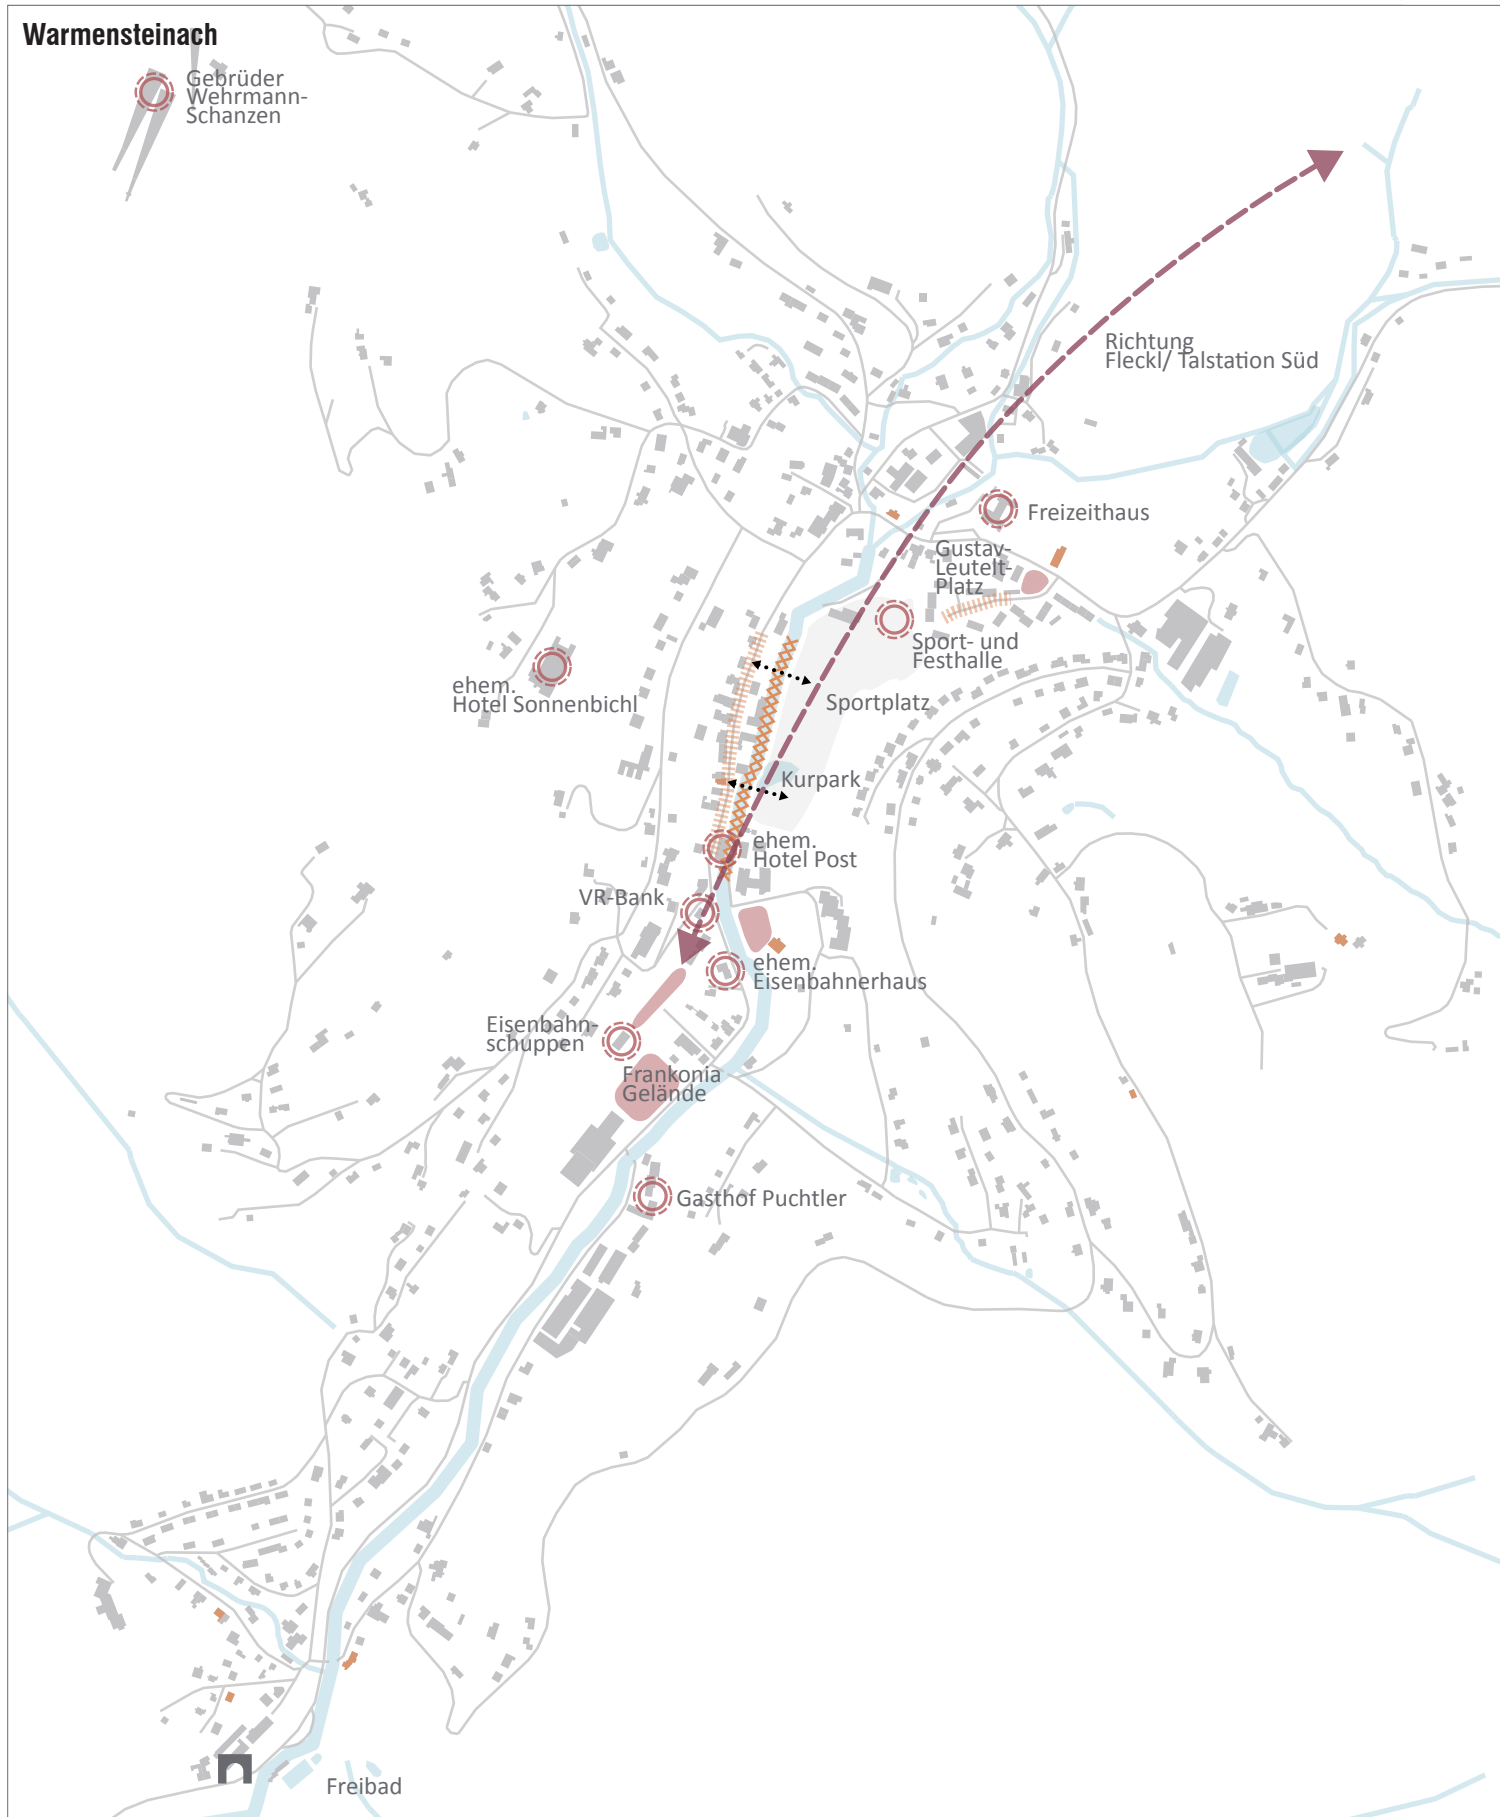 Warmensteinach
Gebrüder
Wehrmann-
Schanzen
Richtung
Fleckl/ Talstation Süd
Freizeithaus
Gustav-
Leutelt-
Platz
Sport- und
Festhalle
ehem.
Hotel Sonnenbichl
Sportplatz
Kurpark
ehem.
Hotel Post
VR-Bank
ehem.
Eisenbahnerhaus
Eisenbahn-
schuppen
Frankonia
Gelände
Gasthof Puchtler
Freibad